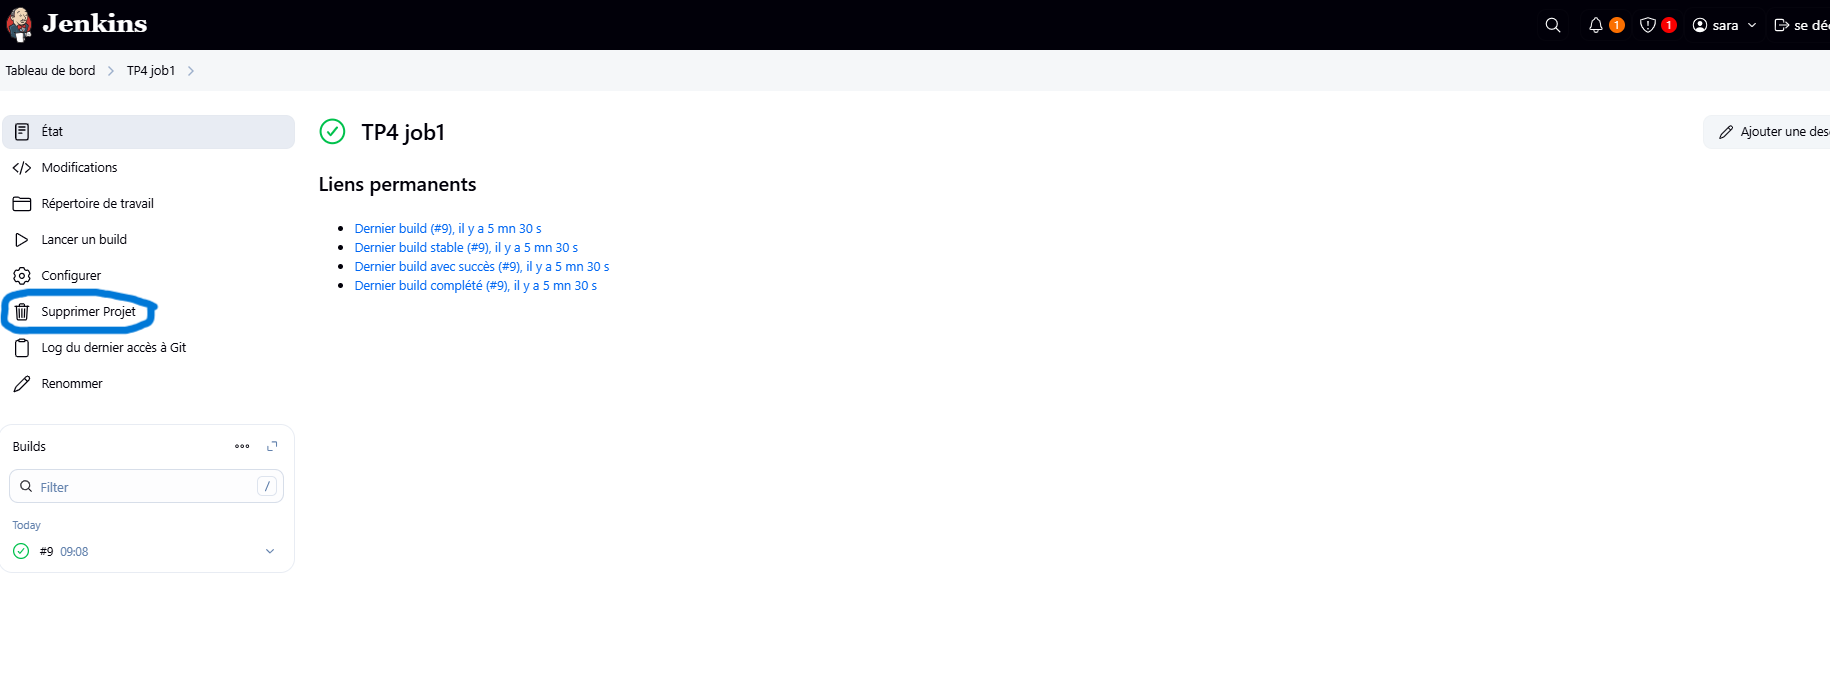 Jenkins
1
1
sara
se dé
Tableau de bord
TP4 job1
État
Modifications
Répertoire de travail
Lancer un build
Configurer
Supprimer Projet
Log du dernier accès à Git
Renommer
Builds
Filter
/
Today
#9 09:08
TP4 job1
Ajouter une des
Liens permanents
Dernier build (#9), il y a 5 mn 30 s
Dernier build stable (#9), il y a 5 mn 30 s
Dernier build avec succès (#9), il y a 5 mn 30 s
Dernier build complété (#9), il y a 5 mn 30 s